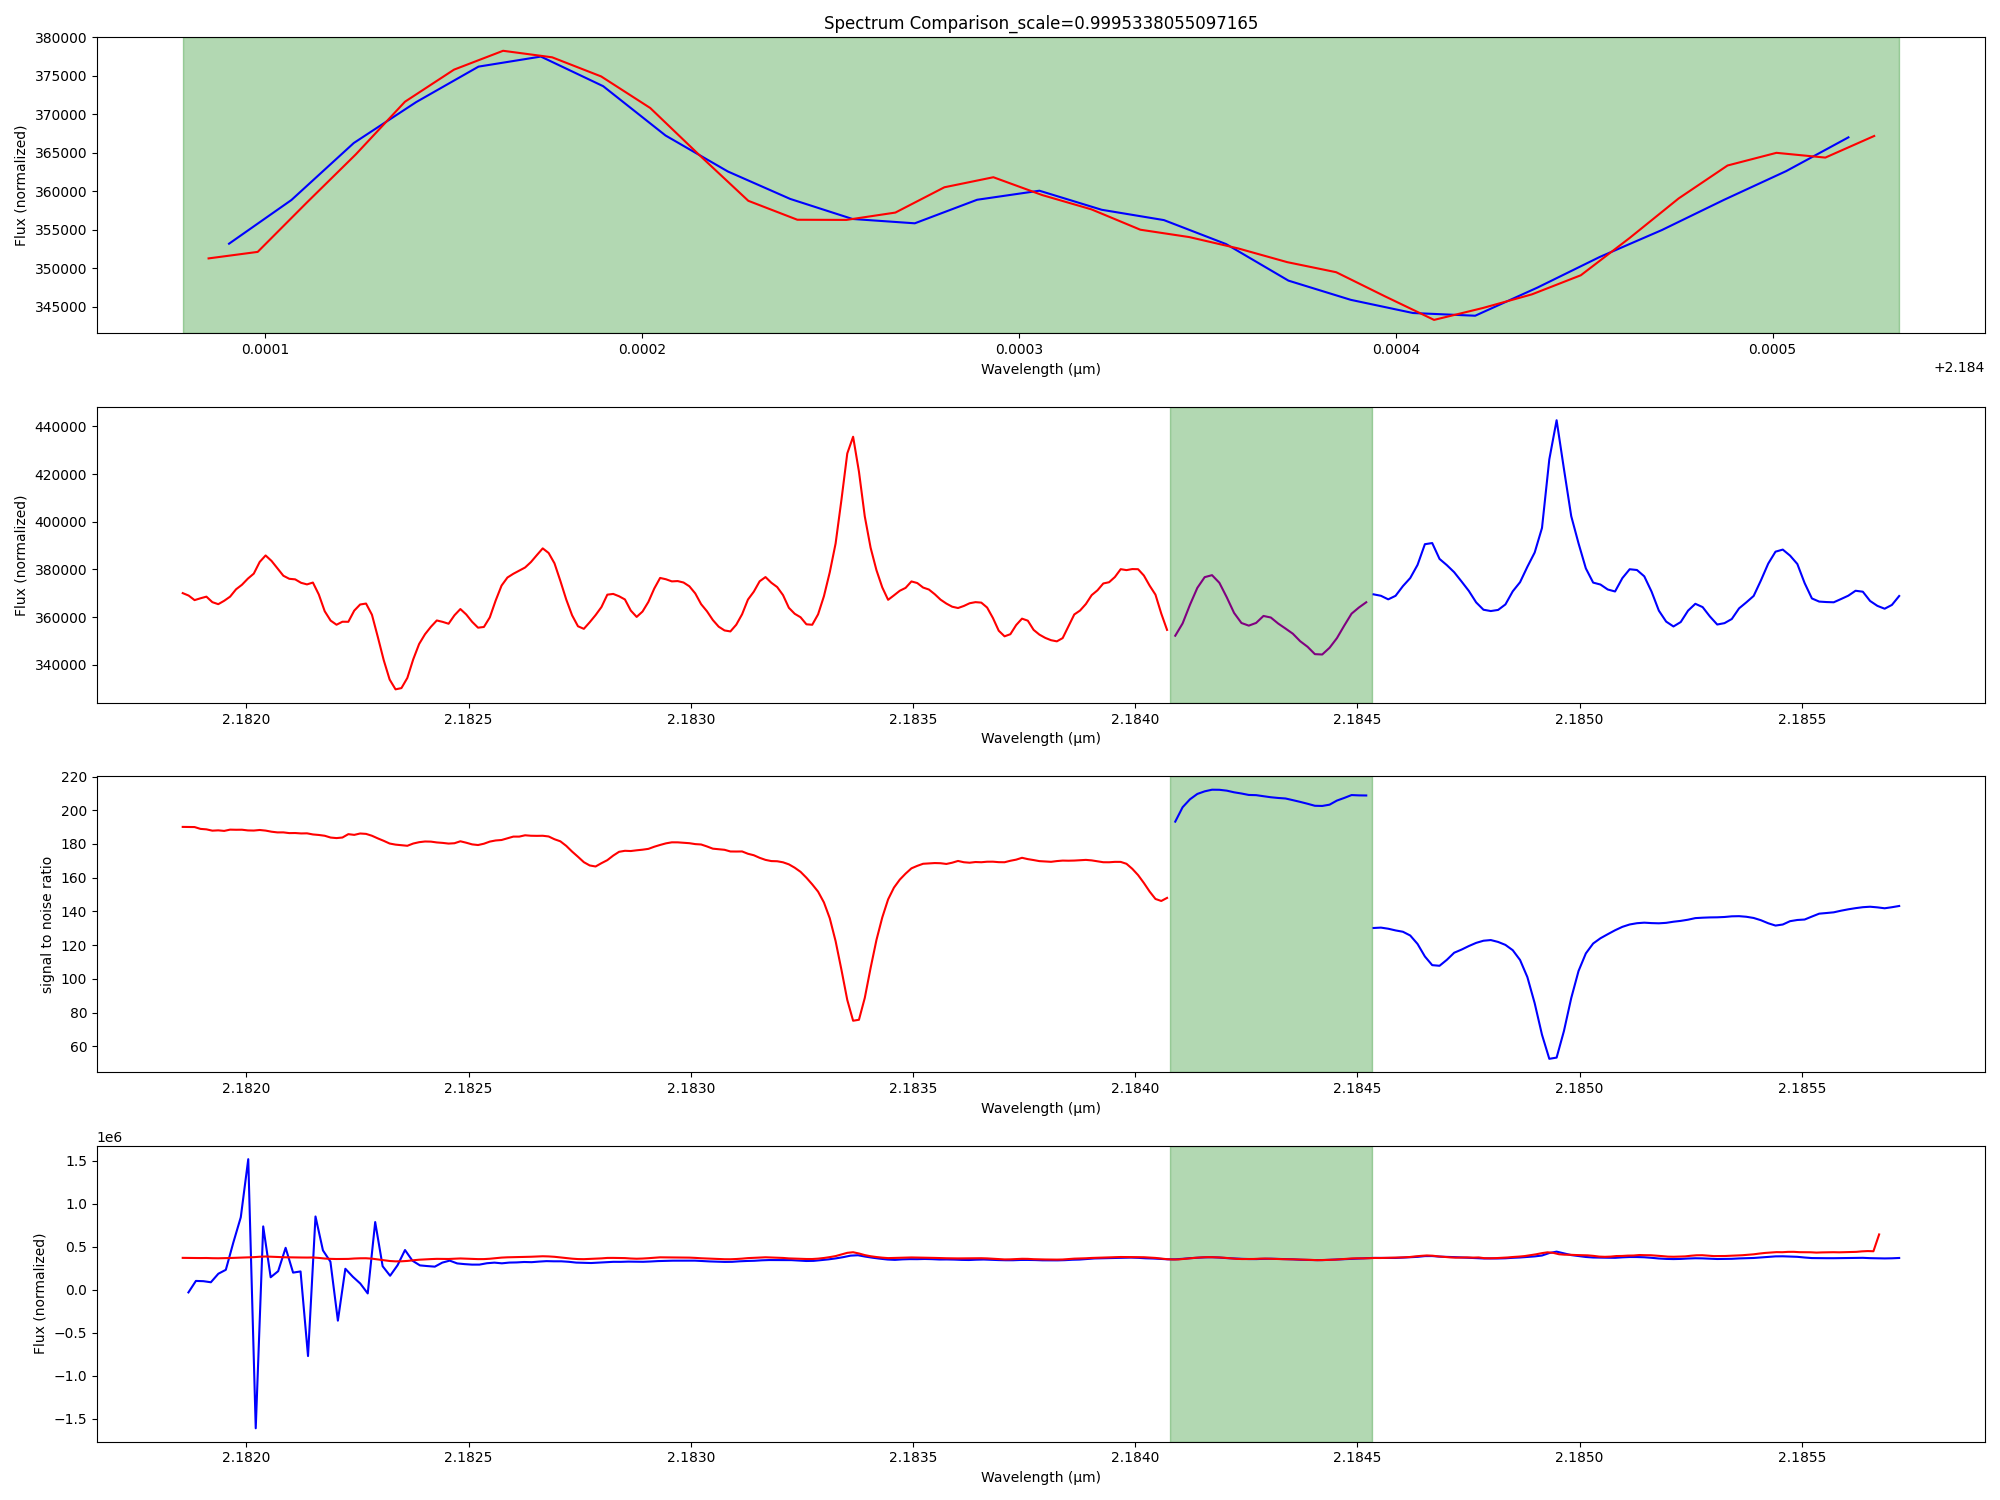 Spectrum Comparison_scale=0.9995338055097165
380000
375000
370000
365000
360000
355000
350000
345000
Flux (normalized)
0.0001 0.0002 0.0003 0.0004 0.0005
Wavelength (μm)
+2.184
440000
420000
400000
380000
360000
340000
Flux (normalized)
2.1820 2.1825 2.1830 2.1835 2.1840 2.1845 2.1850 2.1855
Wavelength (μm)
220
200
180
160
140
120
100
80
60
signal to noise ratio
2.1820 2.1825 2.1830 2.1835 2.1840 2.1845 2.1850 2.1855
Wavelength (μm)
1e6
1.5
1.0
0.5
0.0
−0.5
−1.0
−1.5
Flux (normalized)
2.1820 2.1825 2.1830 2.1835 2.1840 2.1845 2.1850 2.1855
Wavelength (μm)